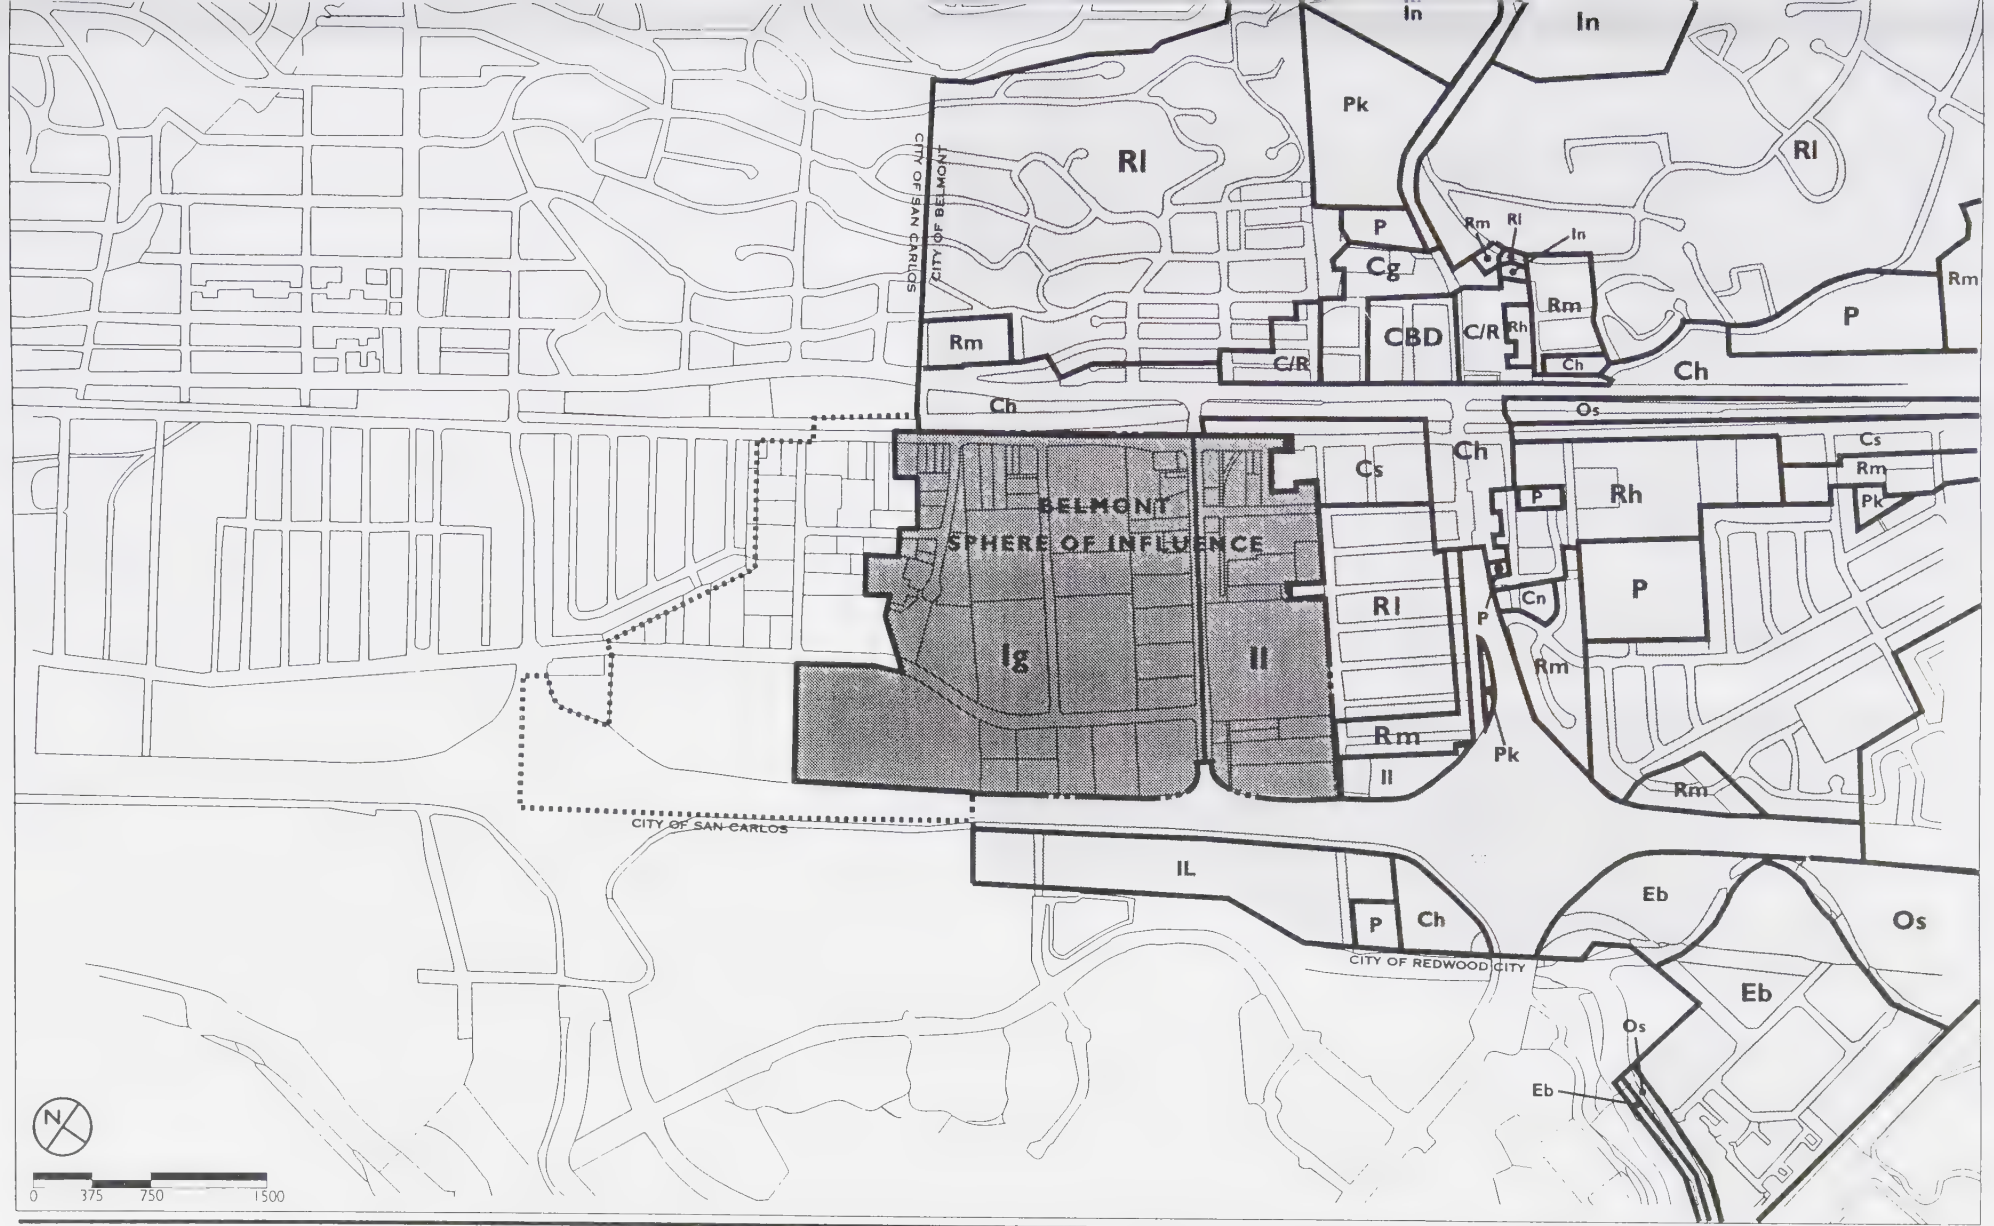 In
In
Pk
Rl
Rl
CITY OF SAN CARLOS
CITY OF BELMONT
P
Rm
Rl
In
Cg
Rm
Rm
P
Rm
C/R
CBD
C/R
Rh
Ch
Ch
Ch
Os
Cs
Ch
Cs
Rm
Pk
BELMONT
SPHERE OF INFLUENCE
P
Rh
Rl
Cn
P
P
Ig
Il
Rm
Rm
Pk
Il
Rm
CITY OF SAN CARLOS
IL
P
Ch
Eb
Os
CITY OF REDWOOD CITY
Eb
Os
Eb
N
0 375 750 1500